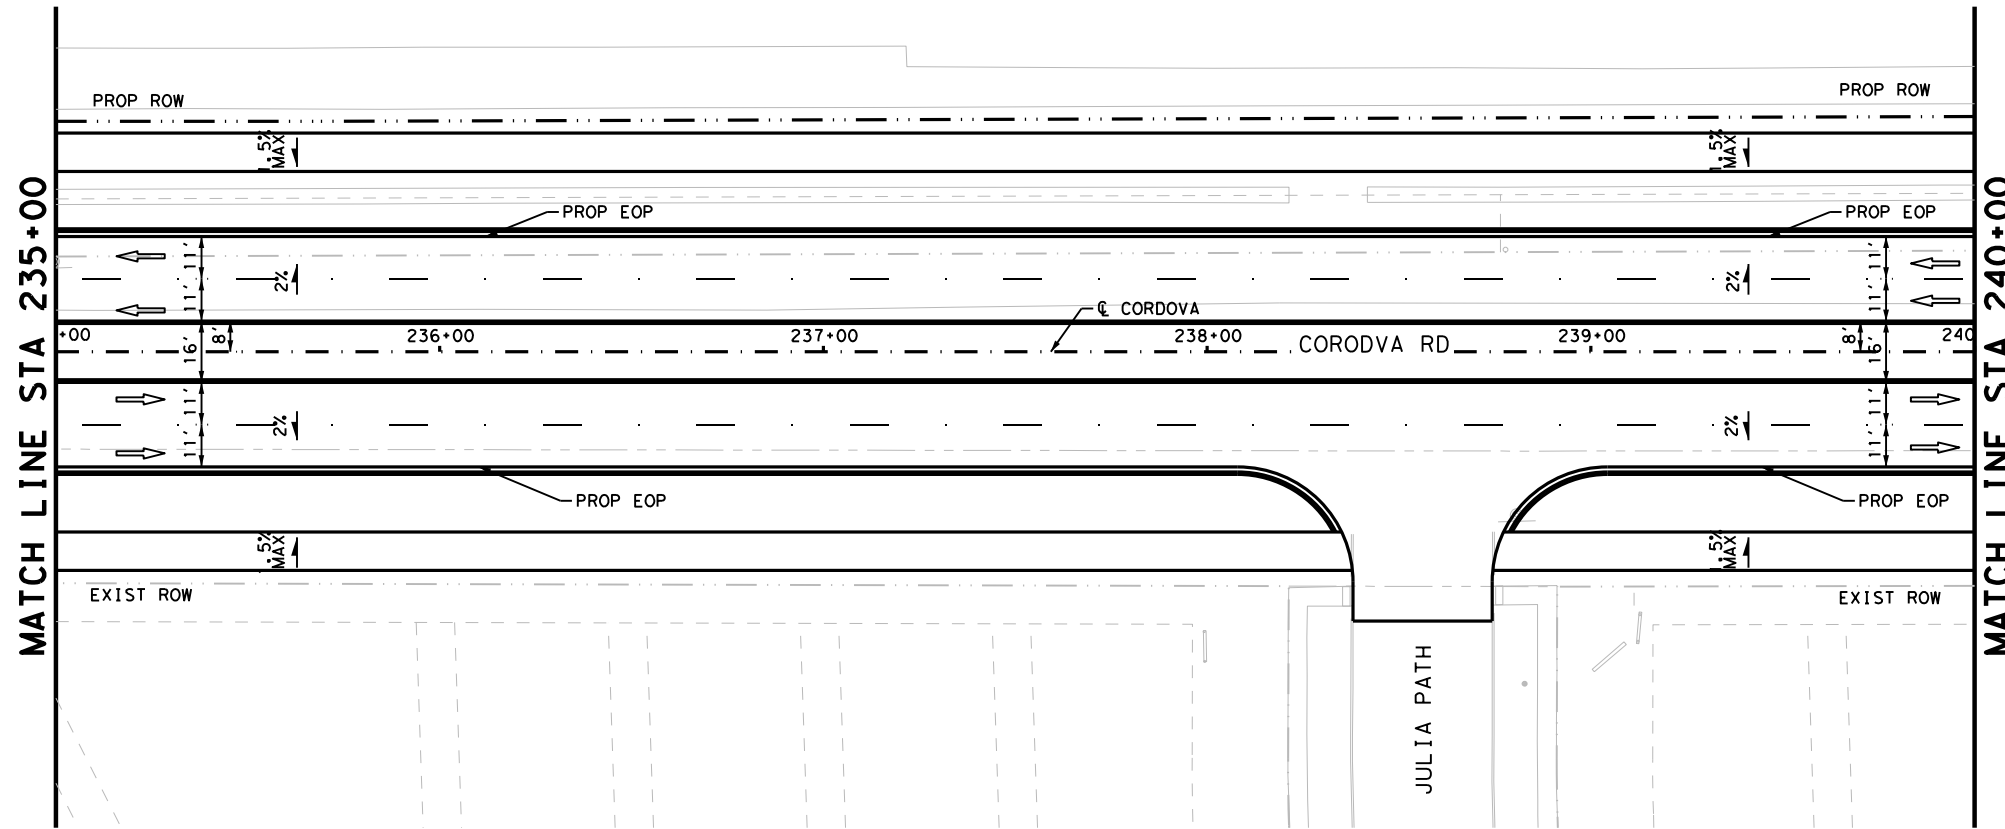 PROP ROW
PROP ROW
1.5%
MAX
1.5%
MAX
MATCH LINE STA 235+00
MATCH LINE STA 240+00
PROP EOP
PROP EOP
11'
11'
2%
2%
11'
11'
℄ CORDOVA
+00
8'
16'
236+00
237+00
238+00
CORODVA RD
239+00
8'
16'
240
11'
11'
2%
2%
11'
11'
PROP EOP
PROP EOP
.5%
MAX
1.5%
MAX
EXIST ROW
EXIST ROW
JULIA PATH